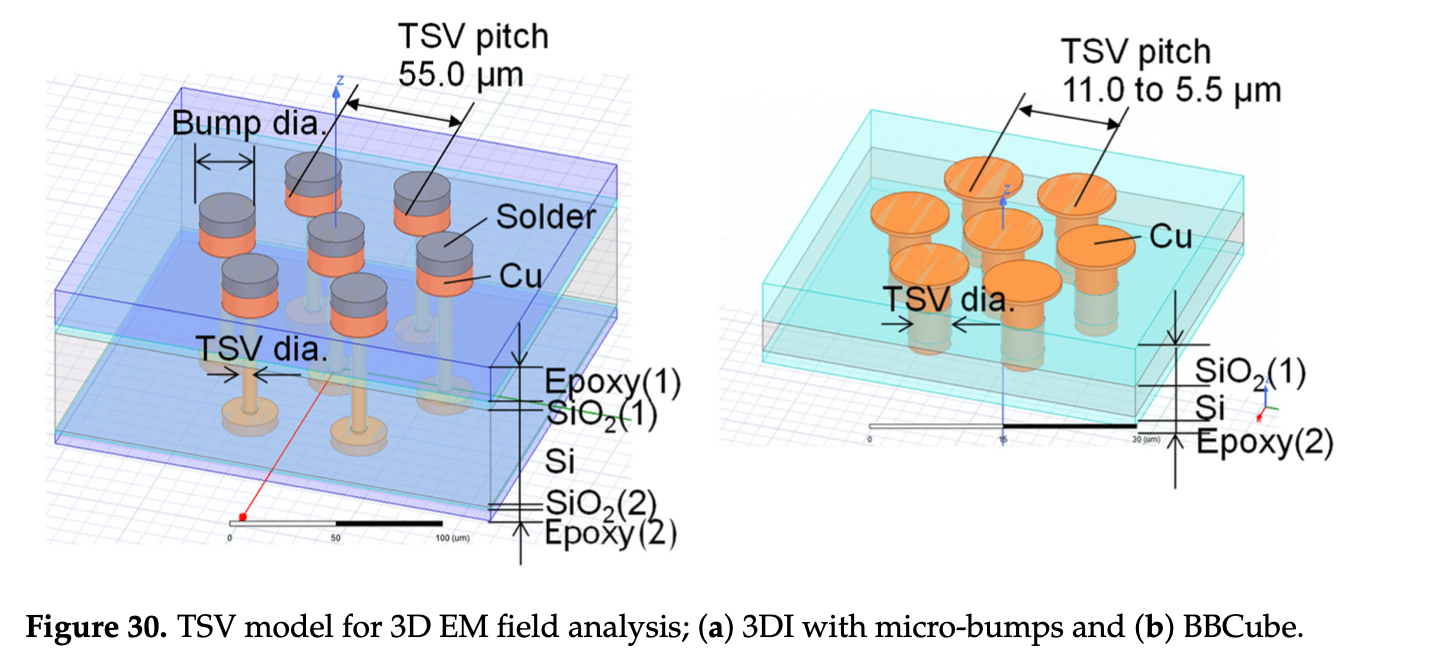 TSV pitch
55.0 µm
z
Bump dia.
Solder
Cu
TSV dia.
Epoxy(1)
SiO2(1)
Si
SiO2(2)
Epoxy(2)
0
50
100 (um)
TSV pitch
11.0 to 5.5 µm
z
Cu
TSV dia.
SiO2(1)
Si
Epoxy(2)
0
15
30 (um)
Figure 30. TSV model for 3D EM field analysis; (a) 3DI with micro-bumps and (b) BBCube.